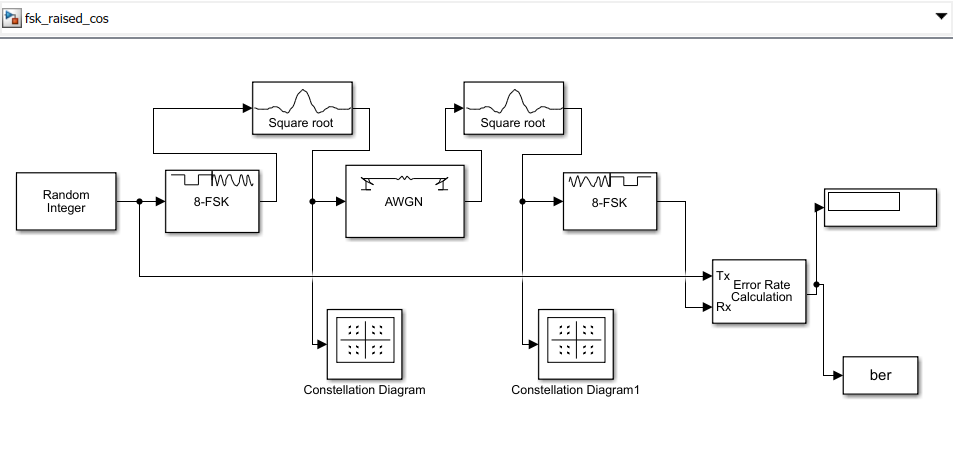 fsk_raised_cos
Square root
Square root
Random
Integer
8-FSK
AWGN
8-FSK
Tx
Error Rate
Calculation
Rx
Constellation Diagram
Constellation Diagram1
ber